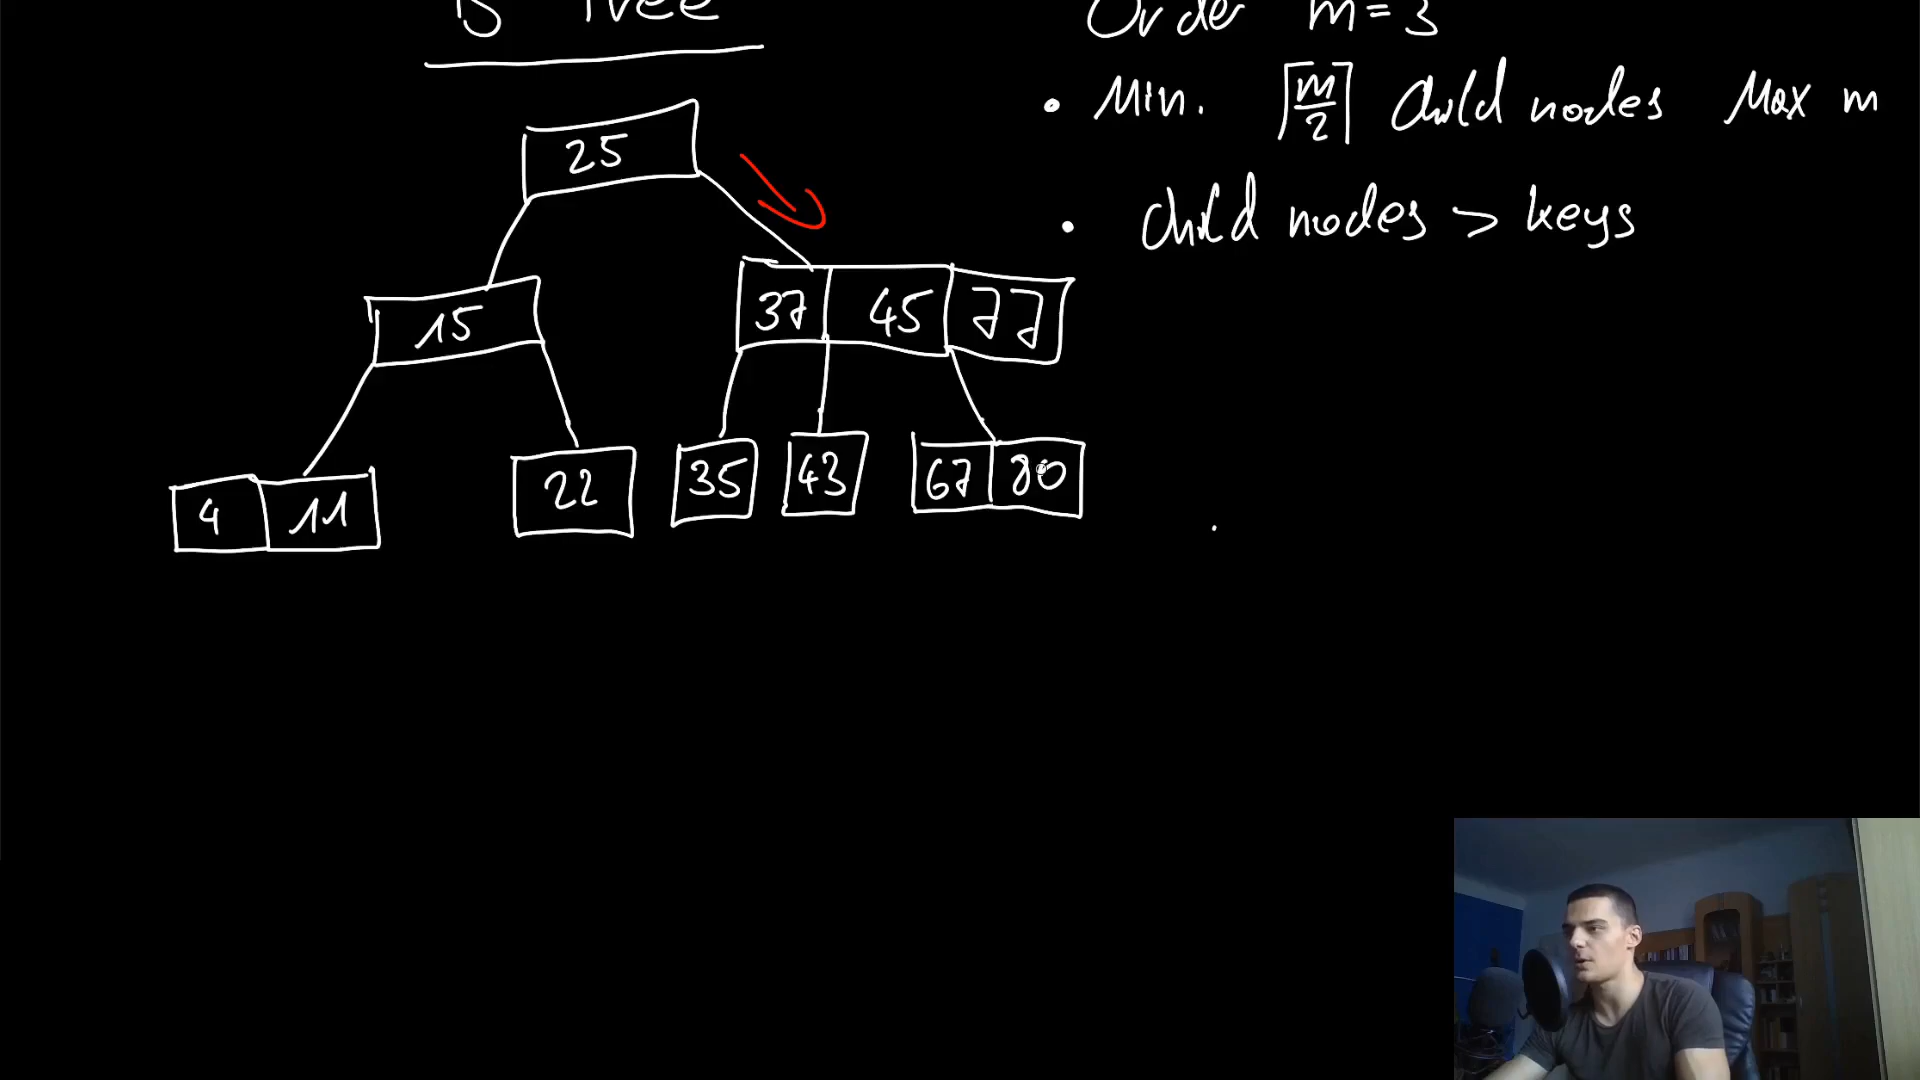 B Tree
Order m=3
• Min. ⌈m/2⌉ Child nodes Max m
• Child nodes > keys
25
15
37 45 77
4 11
22
35
43
67 80